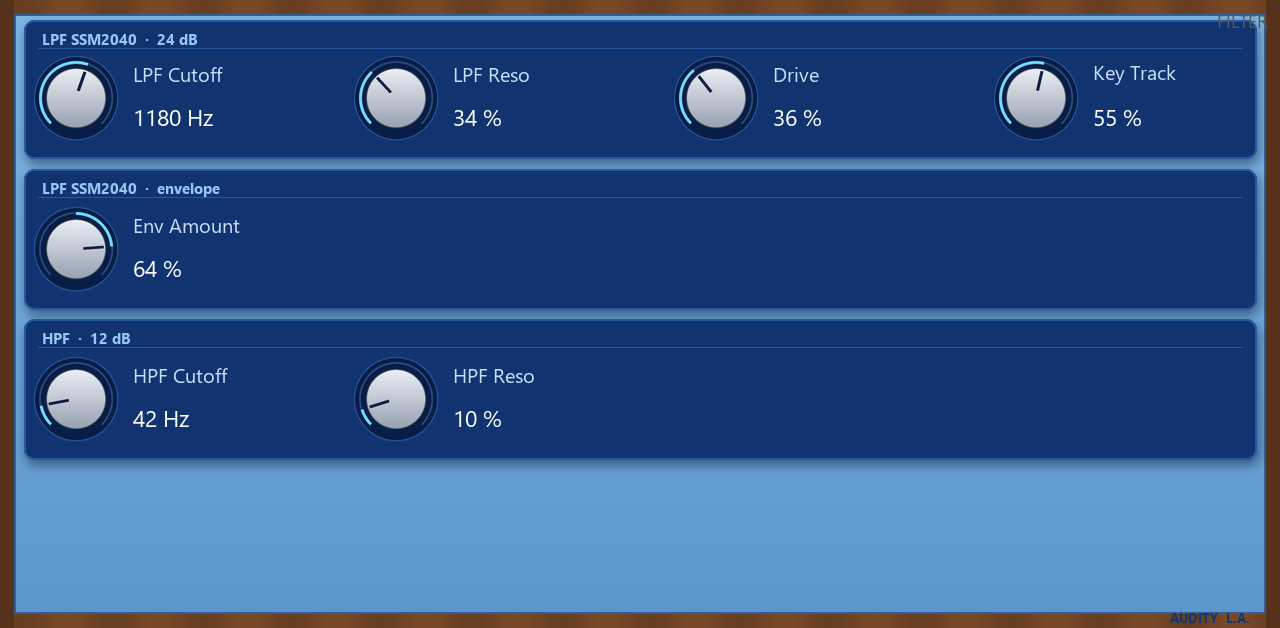 FILTER
LPF SSM2040 · 24 dB
LPF Cutoff
1180 Hz
LPF Reso
34 %
Drive
36 %
Key Track
55 %
LPF SSM2040 · envelope
Env Amount
64 %
HPF · 12 dB
HPF Cutoff
42 Hz
HPF Reso
10 %
AUDITY L.A.